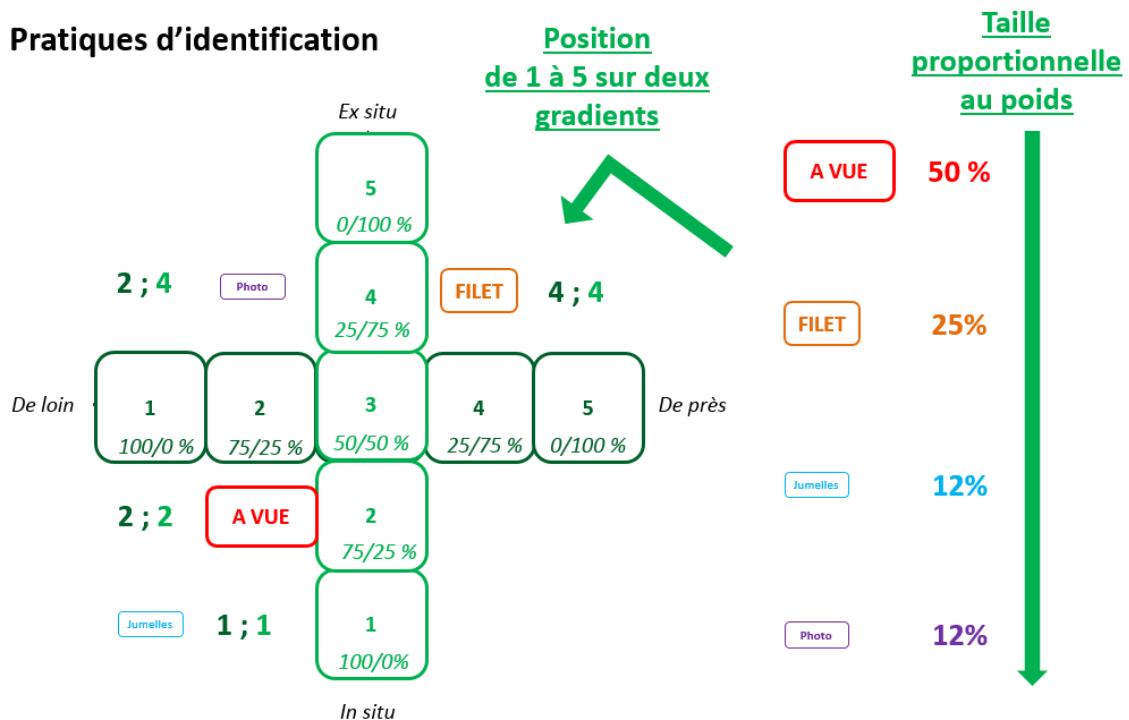 Pratiques d’identification
Position
de 1 à 5 sur deux
gradients
Taille
proportionnelle
au poids
Ex situ
5
0/100 %
A VUE
50 %
2 ; 4
Photo
4
25/75 %
FILET
4 ; 4
FILET
25%
De loin
1
100/0 %
2
75/25 %
3
50/50 %
4
25/75 %
5
0/100 %
De près
Jumelles
12%
2 ; 2
A VUE
2
75/25 %
Jumelles
1 ; 1
1
100/0%
Photo
12%
In situ